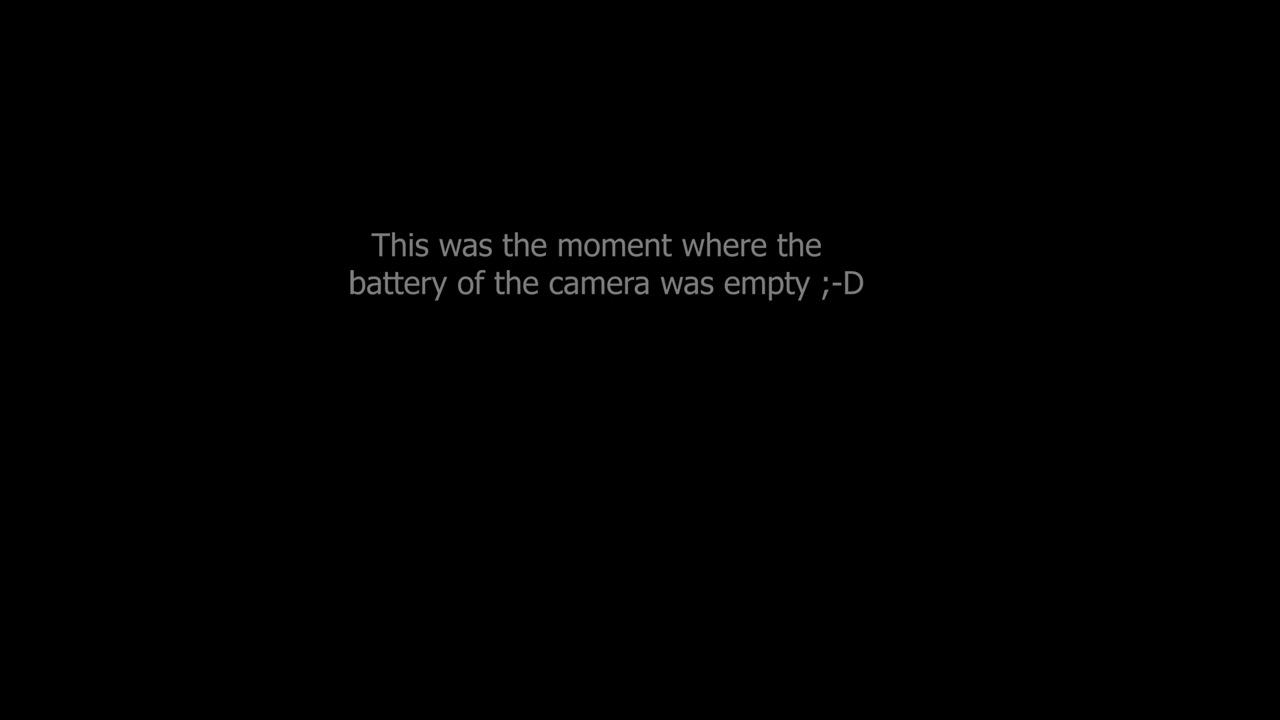 This was the moment where the
battery of the camera was empty ;-D